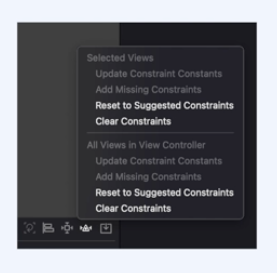 Selected Views
Update Constraint Constants
Add Missing Constraints
Reset to Suggested Constraints
Clear Constraints
All Views in View Controller
Update Constraint Constants
Add Missing Constraints
Reset to Suggested Constraints
Clear Constraints